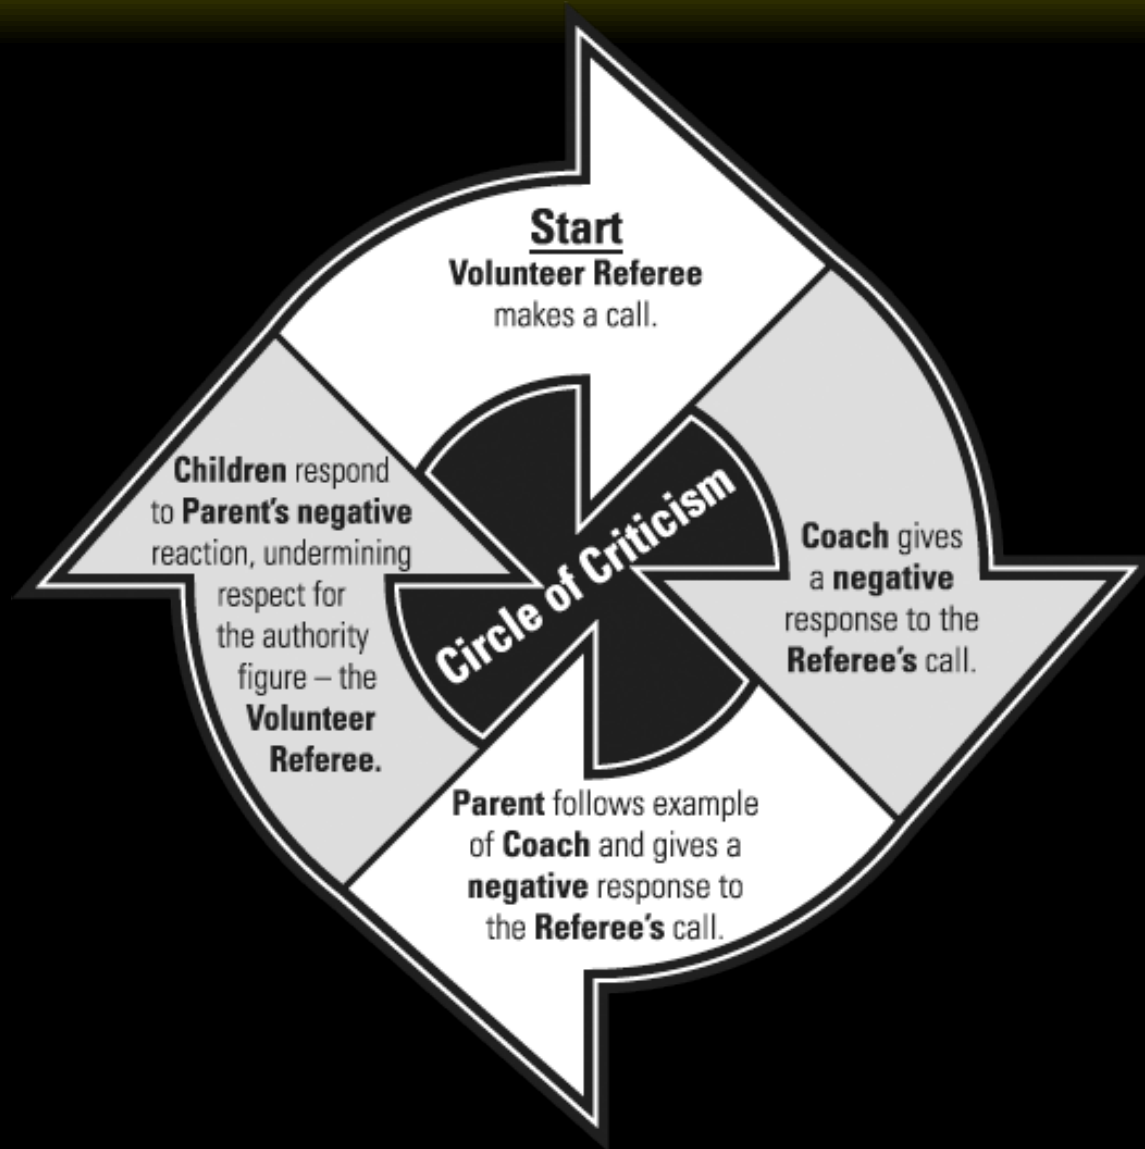 Start
Volunteer Referee
makes a call.
Coach gives
a negative
response to the
Referee's call.
Parent follows example
of Coach and gives a
negative response to
the Referee's call.
Children respond
to Parent's negative
reaction, undermining
respect for
the authority
figure – the
Volunteer
Referee.
Circle of Criticism